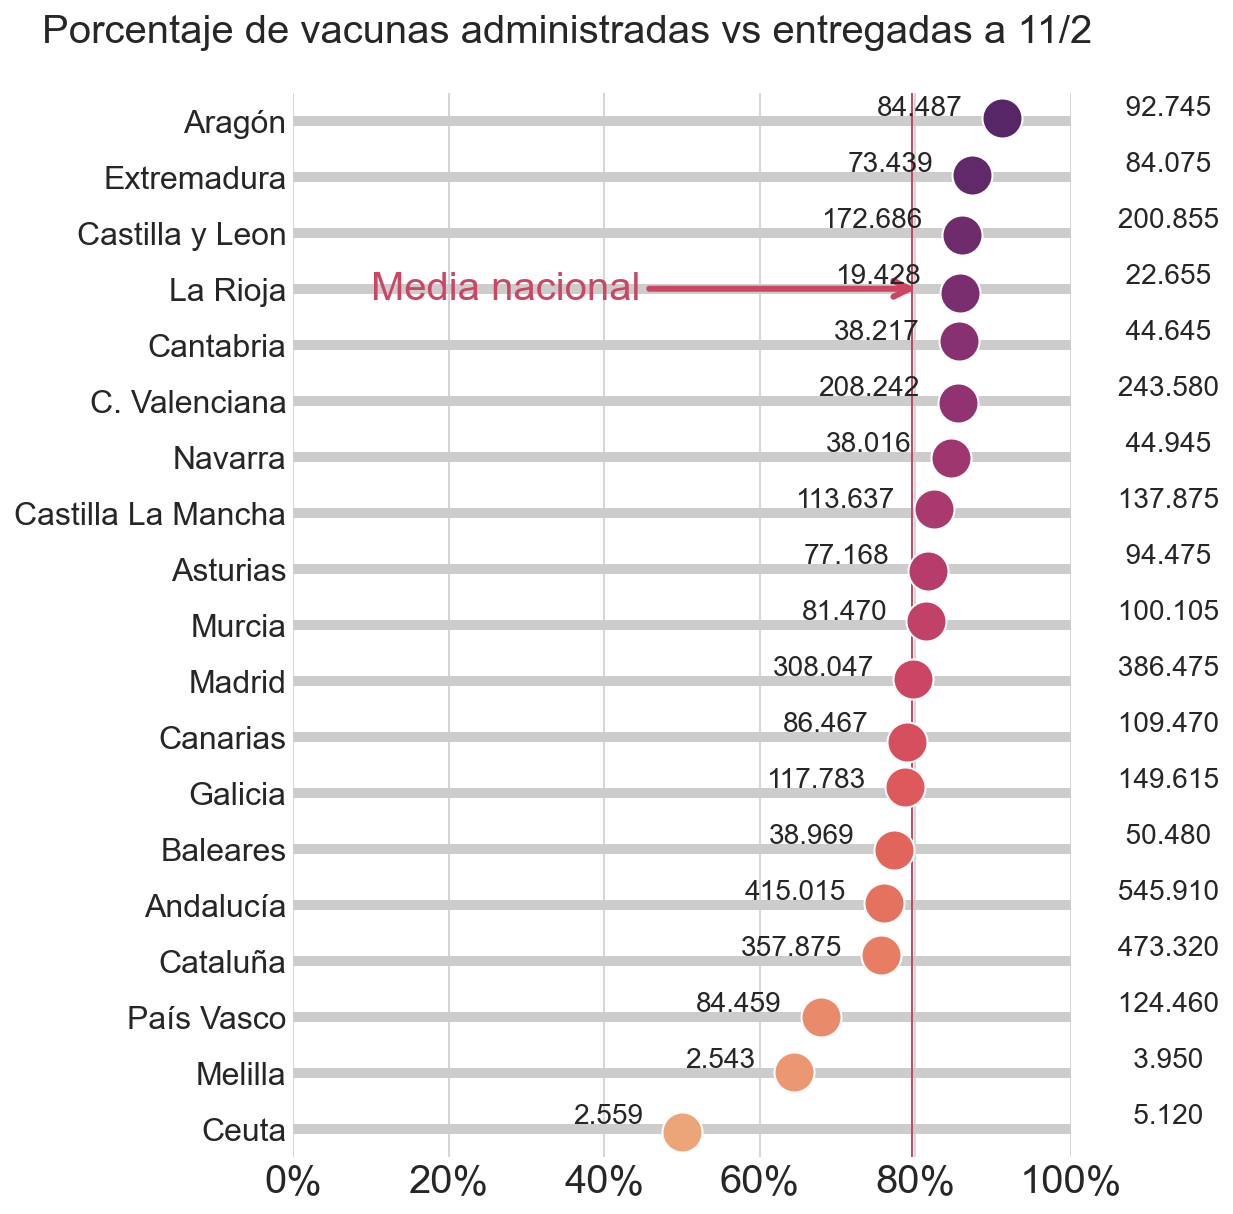 Porcentaje de vacunas administradas vs entregadas a 11/2
Aragón 84.487 92.745
Extremadura 73.439 84.075
Castilla y Leon 172.686 200.855
La Rioja Media nacional 19.428 22.655
Cantabria 38.217 44.645
C. Valenciana 208.242 243.580
Navarra 38.016 44.945
Castilla La Mancha 113.637 137.875
Asturias 77.168 94.475
Murcia 81.470 100.105
Madrid 308.047 386.475
Canarias 86.467 109.470
Galicia 117.783 149.615
Baleares 38.969 50.480
Andalucía 415.015 545.910
Cataluña 357.875 473.320
País Vasco 84.459 124.460
Melilla 2.543 3.950
Ceuta 2.559 5.120
0% 20% 40% 60% 80% 100%